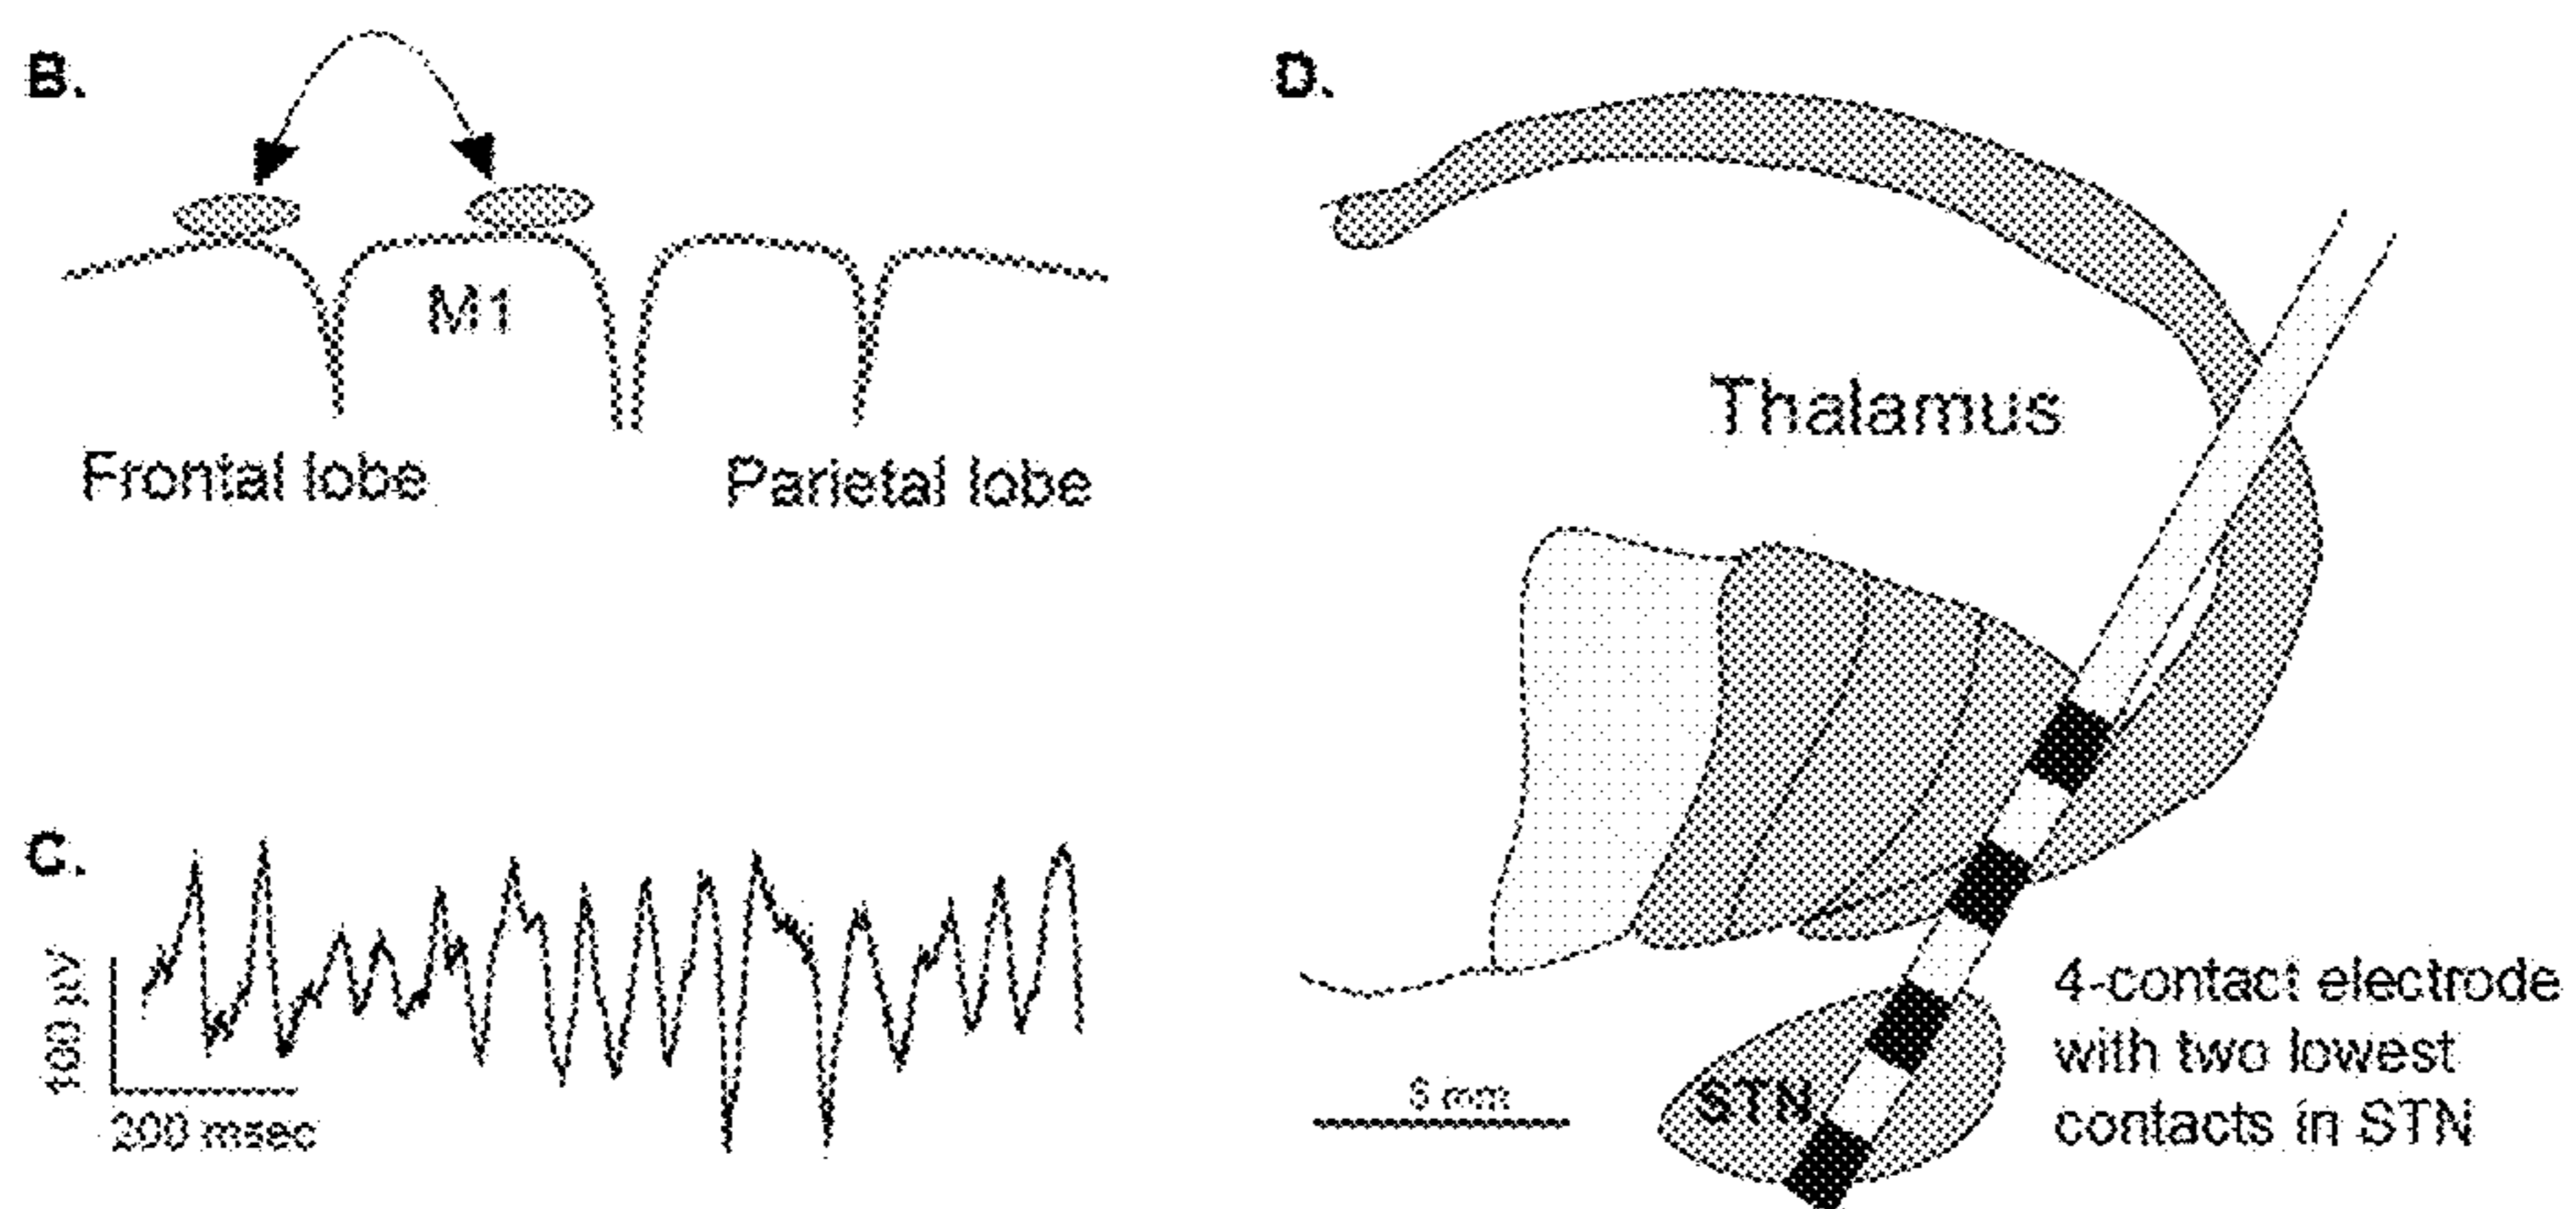 B.
M1
Frontal lobe
Parietal lobe
C.
100 µV
200 msec
D.
Thalamus
STN
4-contact electrode
with two lowest
contacts in STN